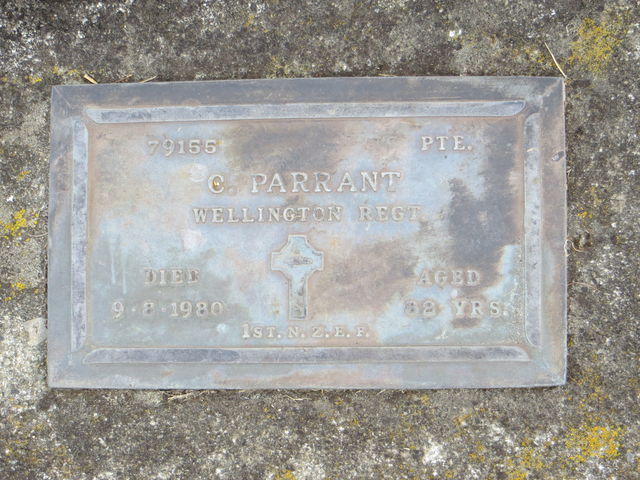 79155 PTE.
C. PARRANT
WELLINGTON REGT
DIED AGED
9·8·1980 82 YRS.
1ST. N.Z.E.F.